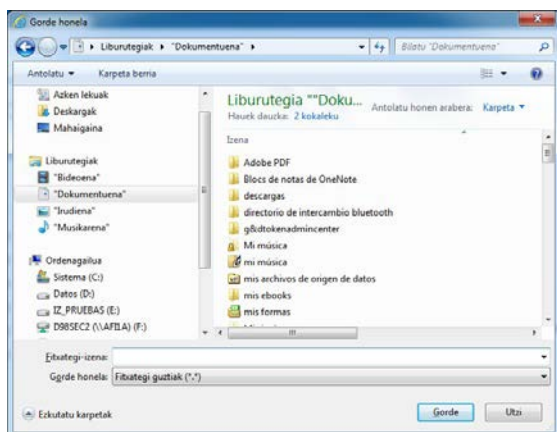 Gorde honela
Liburutegiak ▸ "Dokumentuena" ▸
Bilatu "Dokumentuena"
Antolatu
Karpeta berria
Azken lekuak
Deskargak
Mahaigaina
Liburutegiak
"Bideoena"
"Dokumentuena"
"Irudiena"
"Musikarena"
Ordenagailua
Sistema (C:)
Datos (D:)
IZ_PRUEBAS (E:)
D98SEC2 (\\AFILA) (F:)
Liburutegia ""Doku...
Hauek dauzka: 2 kokaleku
Antolatu honen arabera: Karpeta
Izena
Adobe PDF
Blocs de notas de OneNote
descargas
directorio de intercambio bluetooth
g&dtokenadmincenter
Mi música
mi música
mis archivos de origen de datos
mis ebooks
mis formas
Fitxategi-izena:
Gorde honela: Fitxategi guztiak (*.*)
Ezkutatu karpetak
Gorde
Utzi